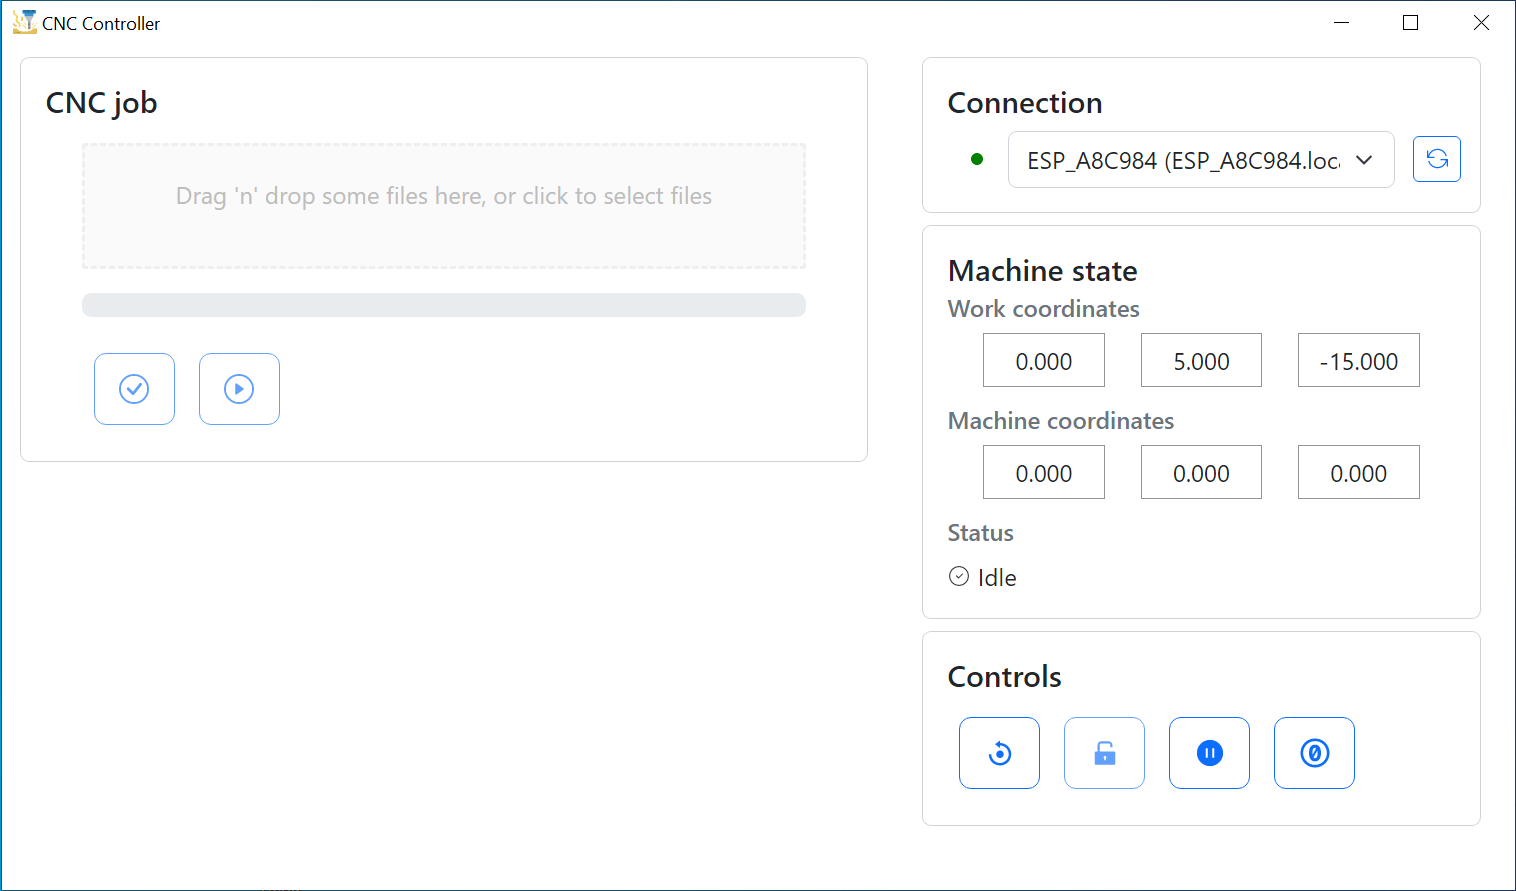 CNC Controller
CNC job
Drag 'n' drop some files here, or click to select files
Connection
ESP_A8C984 (ESP_A8C984.loc
Machine state
Work coordinates
0.000 5.000 -15.000
Machine coordinates
0.000 0.000 0.000
Status
Idle
Controls
0